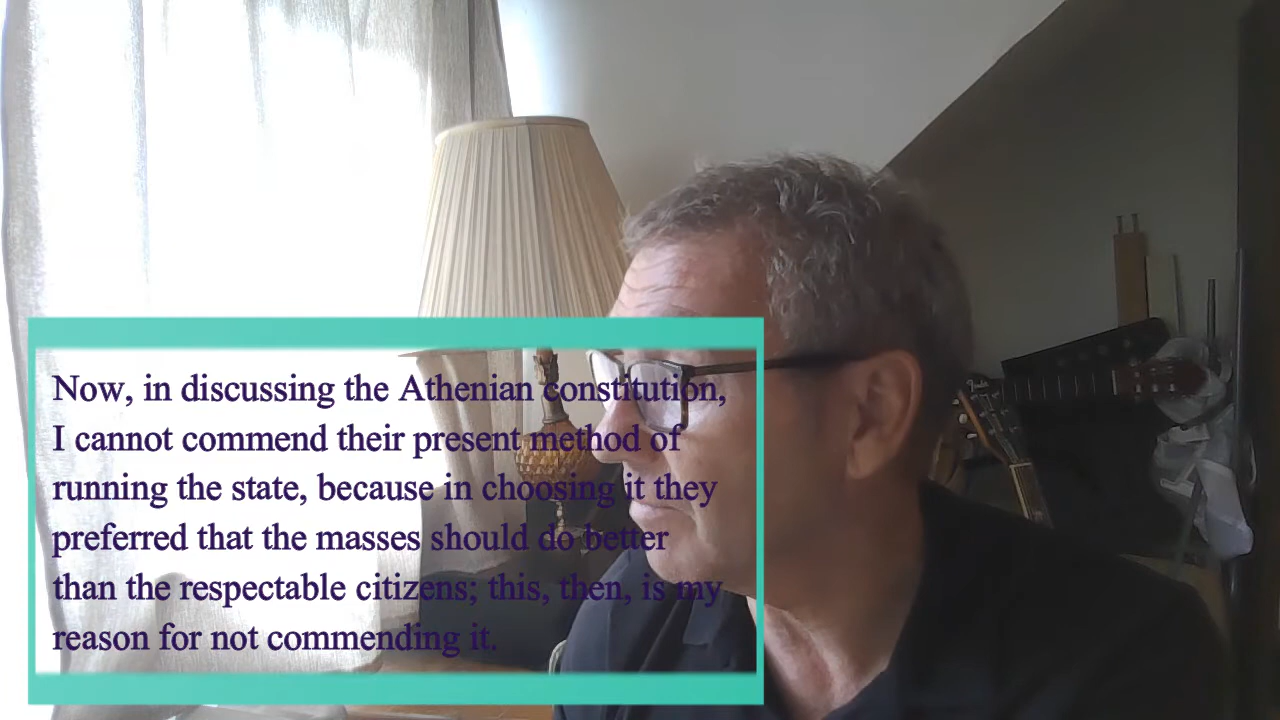 Now, in discussing the Athenian constitution,
I cannot commend their present method of
running the state, because in choosing it they
preferred that the masses should do better
than the respectable citizens; this, then, is my
reason for not commending it.